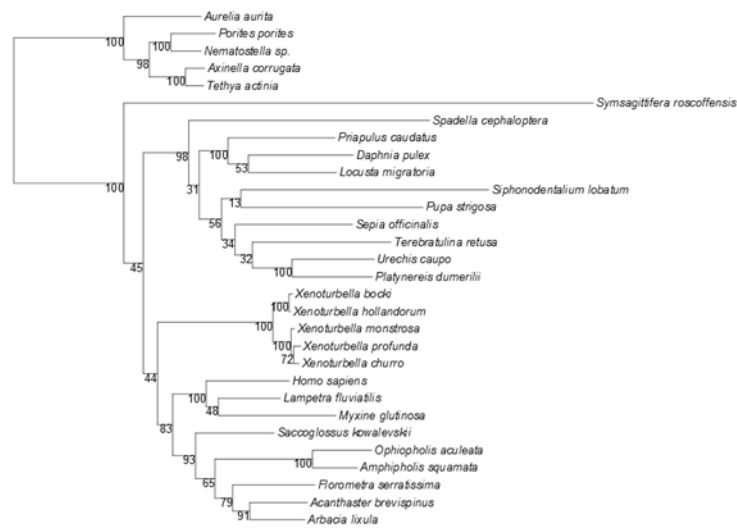 Aurelia aurita
100
Porites porites
100
Nematostella sp.
98
Axinella corrugata
100
Tethya actinia
Symsagittifera roscoffensis
Spadella cephaloptera
Priapulus caudatus
100
Daphnia pulex
98
53
Locusta migratoria
31
100
Siphonodentalium lobatum
13
Pupa strigosa
56
Sepia officinalis
34
Terebratulina retusa
32
Urechis caupo
45
100
Platynereis dumerilii
Xenoturbella bocki
100
Xenoturbella hollandorum
100
Xenoturbella monstrosa
100
Xenoturbella profunda
72
Xenoturbella churro
44
Homo sapiens
100
Lampetra fluviatilis
48
Myxine glutinosa
83
Saccoglossus kowalevskii
Ophiopholis aculeata
93
100
Amphipholis squamata
65
Florometra serratissima
79
Acanthaster brevispinus
91
Arbacia lixula